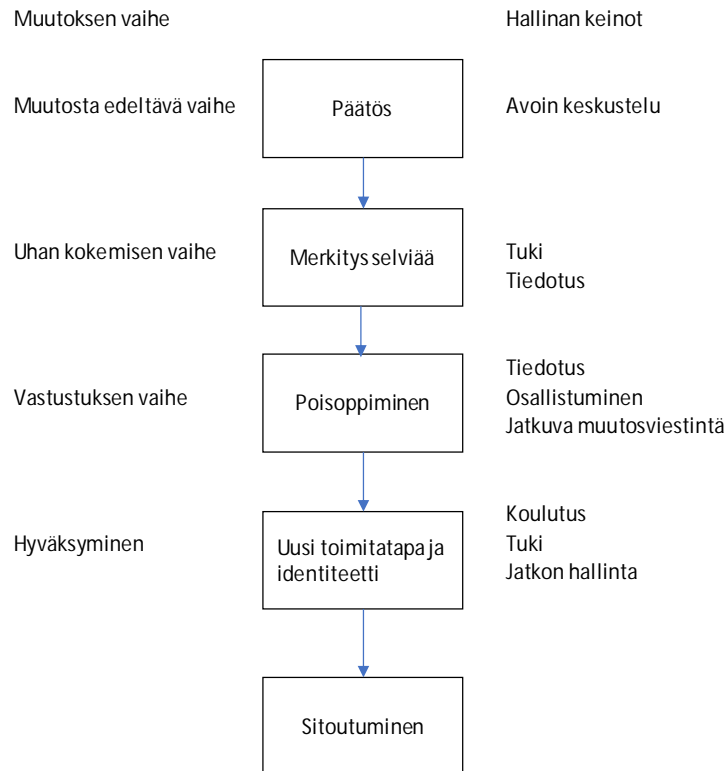 Muutoksen vaihe
Hallinan keinot
Muutosta edeltävä vaihe
Päätös
Avoin keskustelu
Uhan kokemisen vaihe
Merkitys selviää
Tuki
Tiedotus
Vastustuksen vaihe
Poisoppiminen
Tiedotus
Osallistuminen
Jatkuva muutosviestintä
Hyväksyminen
Uusi toimitatapa ja
identiteetti
Koulutus
Tuki
Jatkon hallinta
Sitoutuminen